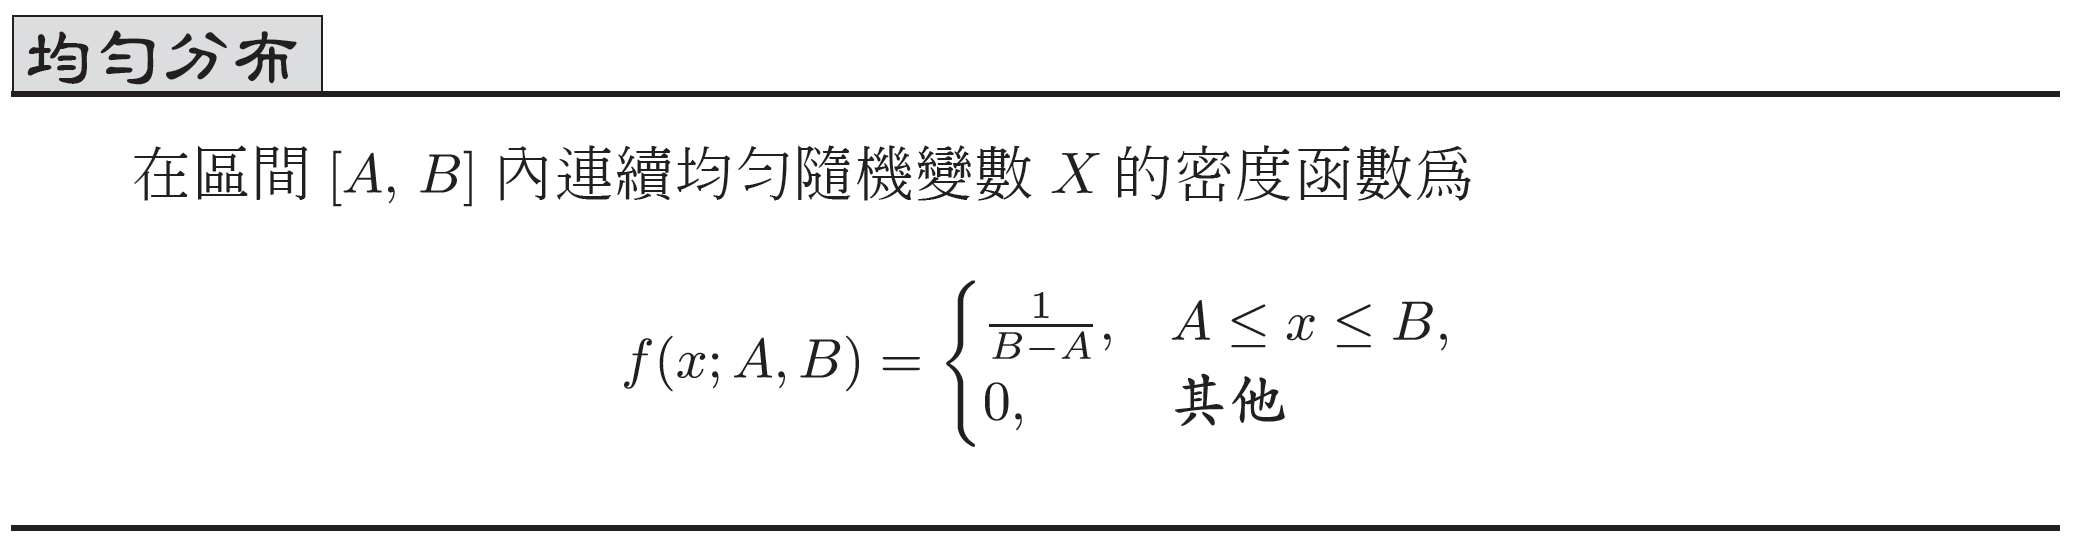 均勻分布
在區間 [A, B] 內連續均勻隨機變數 X 的密度函數爲
f(x; A, B) = { 1/(B−A), A ≤ x ≤ B,
0, 其他